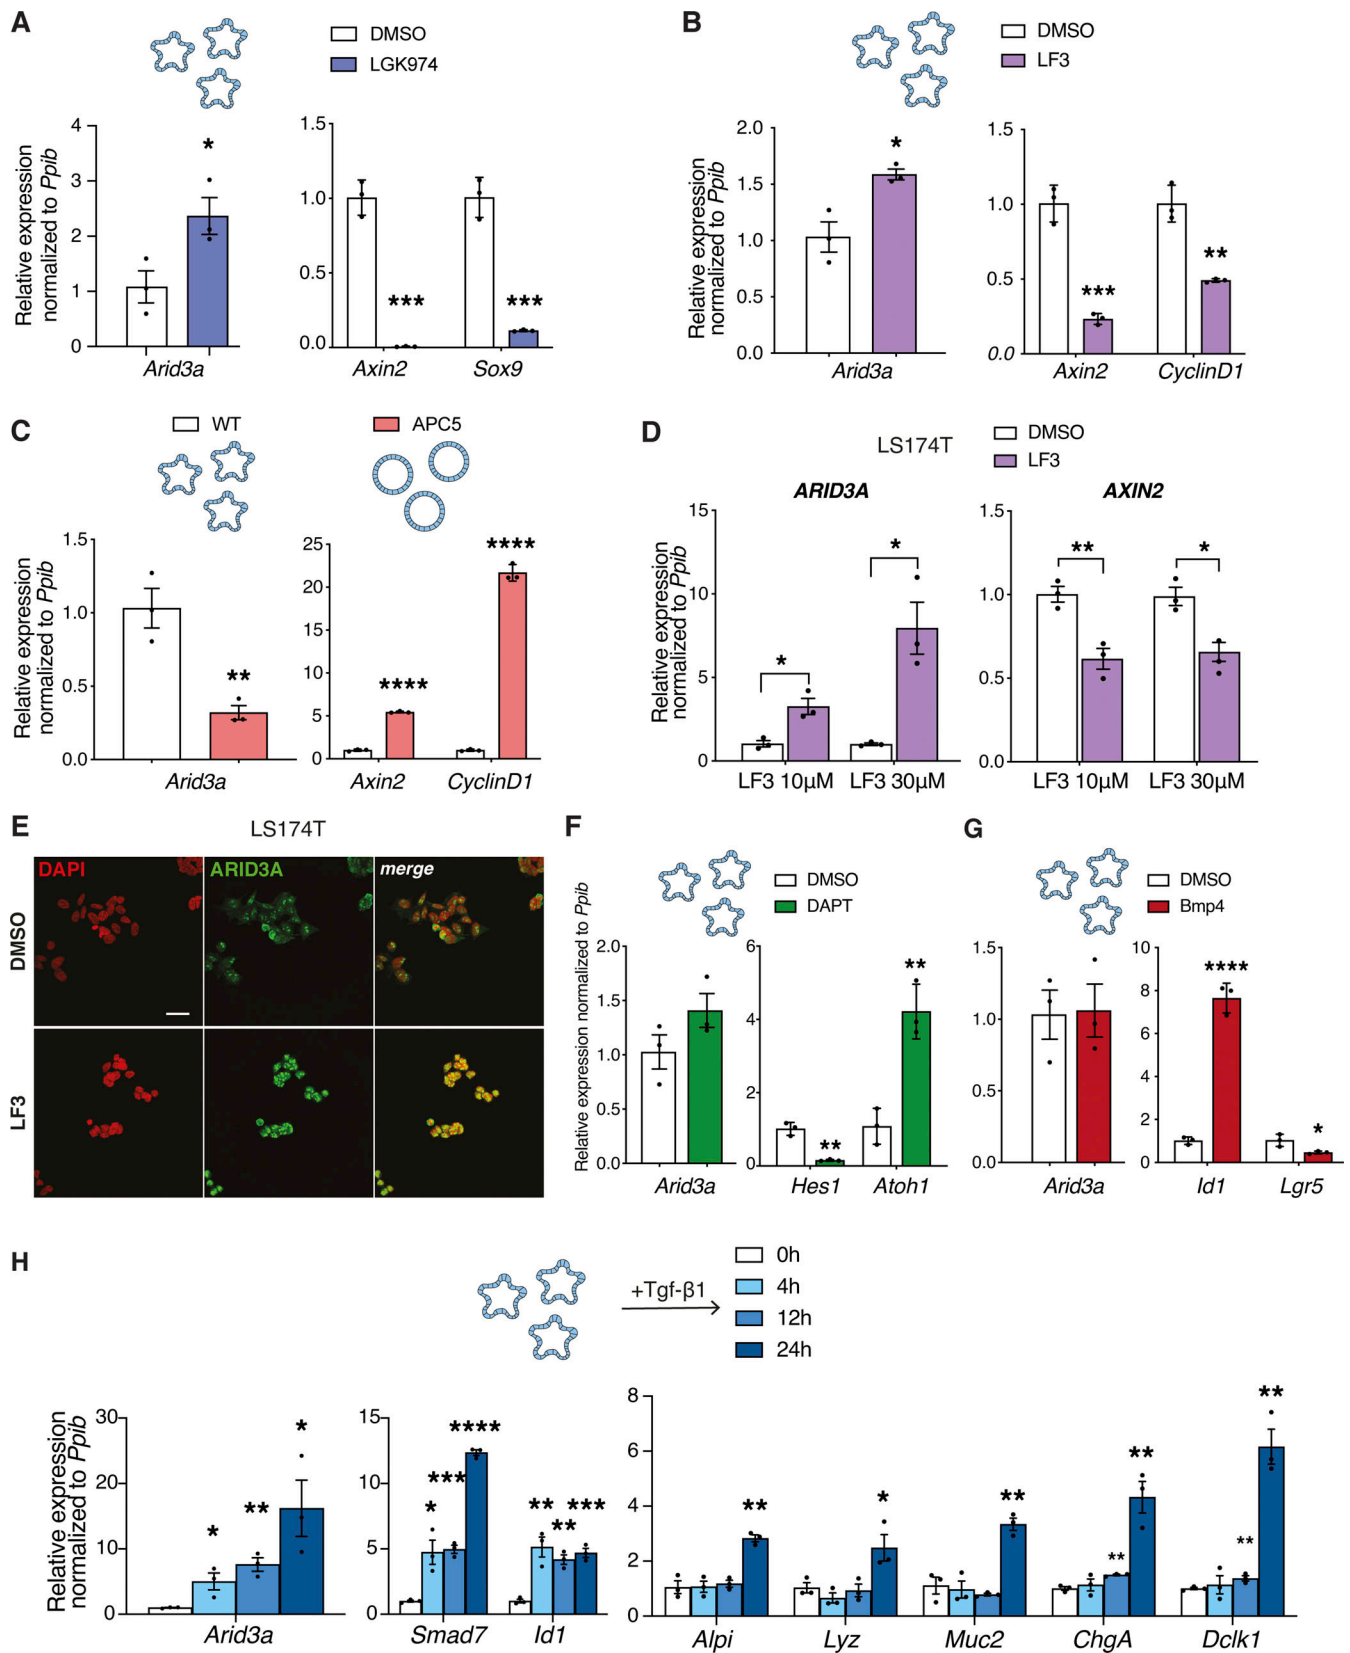 A
DMSO
LGK974
Relative expression
normalized to Ppib
4
3
2
1
0
*
Arid3a
1.5
1.0
0.5
0.0
***
***
Axin2
Sox9
B
DMSO
LF3
Relative expression
normalized to Ppib
2.0
1.5
1.0
0.5
0.0
*
Arid3a
1.5
1.0
0.5
0.0
***
**
Axin2
CyclinD1
C
WT
APC5
Relative expression
normalized to Ppib
1.5
1.0
0.5
0.0
**
Arid3a
25
20
15
10
5
0
****
****
Axin2
CyclinD1
D
LS174T
DMSO
LF3
ARID3A
Relative expression
normalized to Ppib
15
10
5
0
*
*
LF3 10μM
LF3 30μM
AXIN2
1.5
1.0
0.5
0.0
**
*
LF3 10μM
LF3 30μM
E
LS174T
DAPI
ARID3A
merge
DMSO
LF3
F
DMSO
DAPT
Relative expression normalized to Ppib
2.0
1.5
1.0
0.5
0.0
Arid3a
6
4
2
0
**
**
Hes1
Atoh1
G
DMSO
Bmp4
1.5
1.0
0.5
0.0
Arid3a
10
8
6
4
2
0
****
*
Id1
Lgr5
H
+Tgf-β1
0h
4h
12h
24h
Relative expression
normalized to Ppib
30
20
10
0
*
**
*
Arid3a
15
10
5
0
*
***
****
**
**
***
Smad7
Id1
8
6
4
2
0
**
*
**
**
**
**
**
Alpi
Lyz
Muc2
ChgA
Dclk1